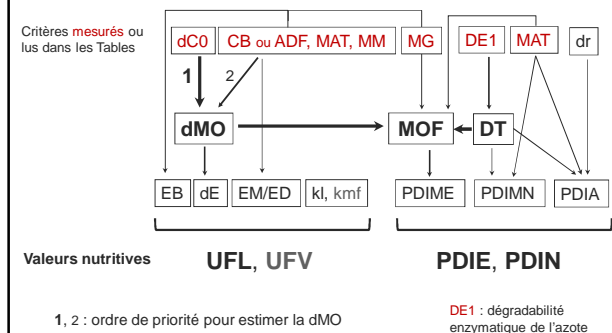 Critères mesurés ou
lus dans les Tables
dC0
CB ou ADF, MAT, MM
MG
DE1
MAT
dr
1
2
dMO
MOF
DT
EB
dE
EM/ED
kl, kmf
PDIME
PDIMN
PDIA
Valeurs nutritives
UFL, UFV
PDIE, PDIN
1, 2 : ordre de priorité pour estimer la dMO
DE1 : dégradabilité
enzymatique de l'azote